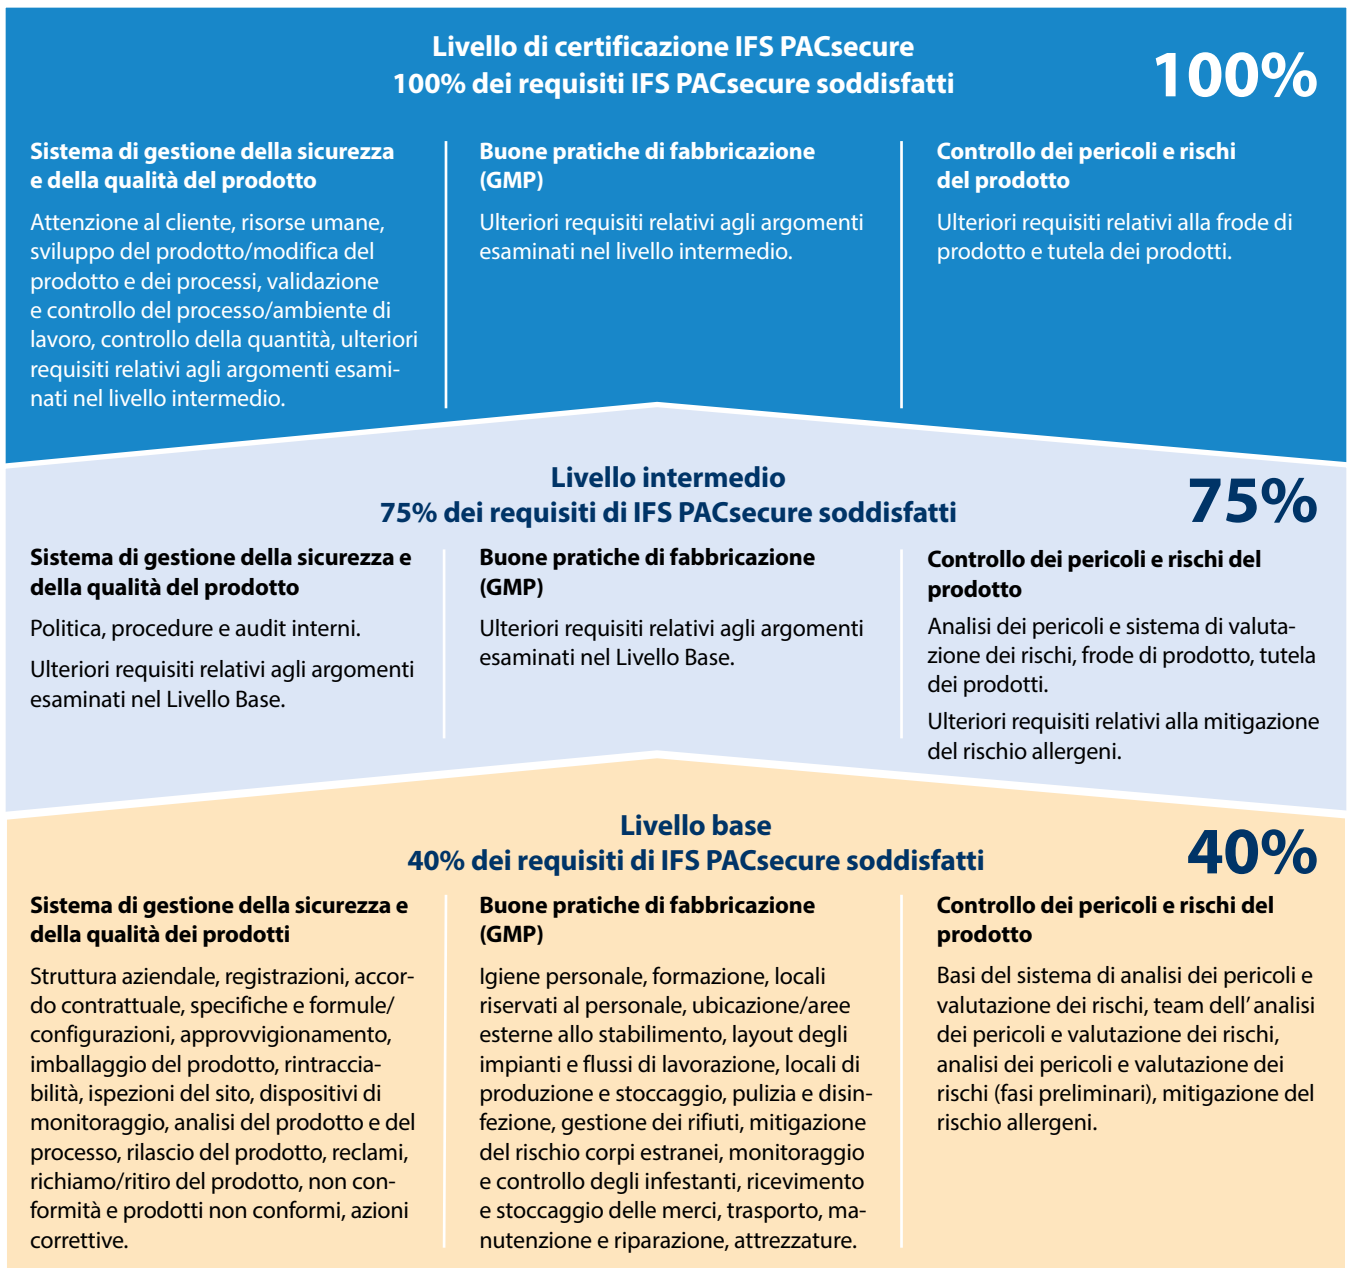 Livello di certificazione IFS PACsecure
100% dei requisiti IFS PACsecure soddisfatti
100%
Sistema di gestione della sicurezza
e della qualità del prodotto
Attenzione al cliente, risorse umane,
sviluppo del prodotto/modifica del
prodotto e dei processi, validazione
e controllo del processo/ambiente di
lavoro, controllo della quantità, ulteriori
requisiti relativi agli argomenti esami-
nati nel livello intermedio.
Buone pratiche di fabbricazione
(GMP)
Ulteriori requisiti relativi agli argomenti
esaminati nel livello intermedio.
Controllo dei pericoli e rischi
del prodotto
Ulteriori requisiti relativi alla frode di
prodotto e tutela dei prodotti.
Livello intermedio
75% dei requisiti di IFS PACsecure soddisfatti
75%
Sistema di gestione della sicurezza e
della qualità del prodotto
Politica, procedure e audit interni.
Ulteriori requisiti relativi agli argomenti
esaminati nel Livello Base.
Buone pratiche di fabbricazione
(GMP)
Ulteriori requisiti relativi agli argomenti
esaminati nel Livello Base.
Controllo dei pericoli e rischi del
prodotto
Analisi dei pericoli e sistema di valuta-
zione dei rischi, frode di prodotto, tutela
dei prodotti.
Ulteriori requisiti relativi alla mitigazione
del rischio allergeni.
Livello base
40% dei requisiti di IFS PACsecure soddisfatti
40%
Sistema di gestione della sicurezza e
della qualità dei prodotti
Struttura aziendale, registrazioni, accor-
do contrattuale, specifiche e formule/
configurazioni, approvvigionamento,
imballaggio del prodotto, rintraccia-
bilità, ispezioni del sito, dispositivi di
monitoraggio, analisi del prodotto e del
processo, rilascio del prodotto, reclami,
richiamo/ritiro del prodotto, non con-
formità e prodotti non conformi, azioni
correttive.
Buone pratiche di fabbricazione
(GMP)
Igiene personale, formazione, locali
riservati al personale, ubicazione/aree
esterne allo stabilimento, layout degli
impianti e flussi di lavorazione, locali di
produzione e stoccaggio, pulizia e disin-
fezione, gestione dei rifiuti, mitigazione
del rischio corpi estranei, monitoraggio
e controllo degli infestanti, ricevimento
e stoccaggio delle merci, trasporto, ma-
nutenzione e riparazione, attrezzature.
Controllo dei pericoli e rischi del
prodotto
Basi del sistema di analisi dei pericoli e
valutazione dei rischi, team dell' analisi
dei pericoli e valutazione dei rischi,
analisi dei pericoli e valutazione dei
rischi (fasi preliminari), mitigazione del
rischio allergeni.